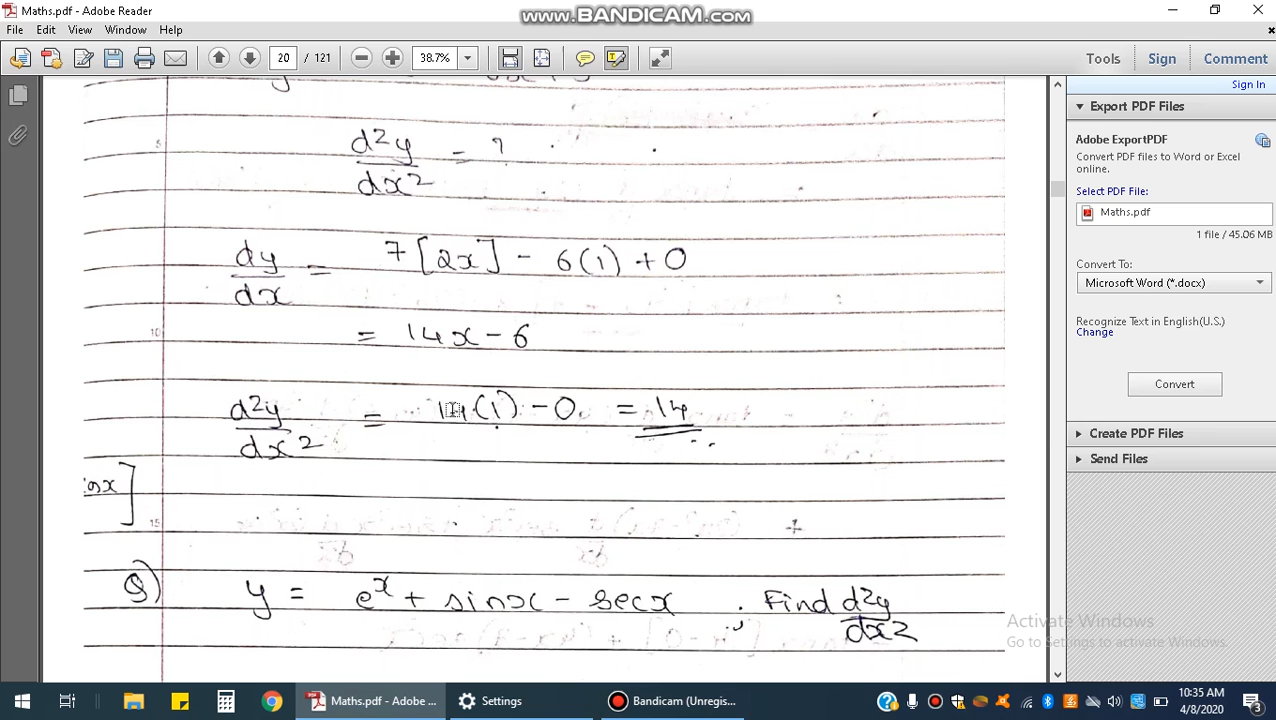 Maths.pdf - Adobe Reader
www.BANDICAM.com
File Edit View Window Help
20 / 121 38.7% Tools Sign Comment
Sign In
d²y/dx² = ?
dy/dx = 7[2x] - 6(1) + 0
10
= 14x - 6
d²y/dx² = 14(1) - 0 = 14
]
15
Q) y = e^x + sinx - secx . Find d²y/dx²
Export PDF Files
Adobe ExportPDF
Convert PDF files to Word or Excel
online.
Select PDF File:
Maths.pdf
1 file / 45.06 MB
Convert To:
Microsoft Word (*.docx)
Recognize Text in English(U.S)
Change
Convert
Create PDF Files
Send Files
Activate Windows
Go to Settings to activate Windows.
Maths.pdf - Adobe ... Settings Bandicam (Unregis...
10:35 AM
4/8/2020
3